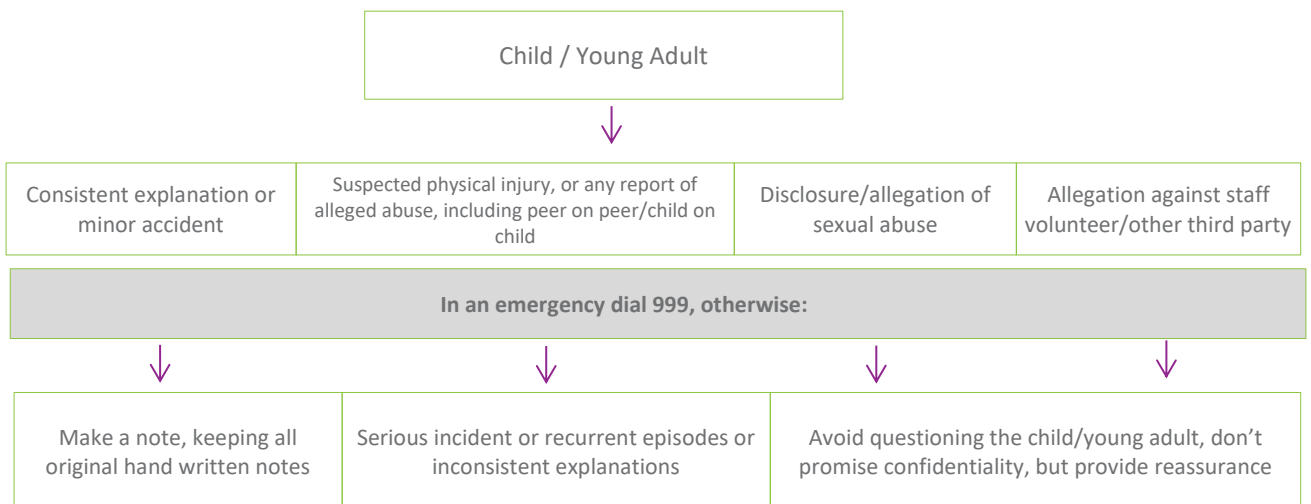 Child / Young Adult
Consistent explanation or
minor accident
Suspected physical injury, or any report of
alleged abuse, including peer on peer/child on
child
Disclosure/allegation of
sexual abuse
Allegation against staff
volunteer/other third party
In an emergency dial 999, otherwise:
Make a note, keeping all
original hand written notes
Serious incident or recurrent episodes or
inconsistent explanations
Avoid questioning the child/young adult, don’t
promise confidentiality, but provide reassurance